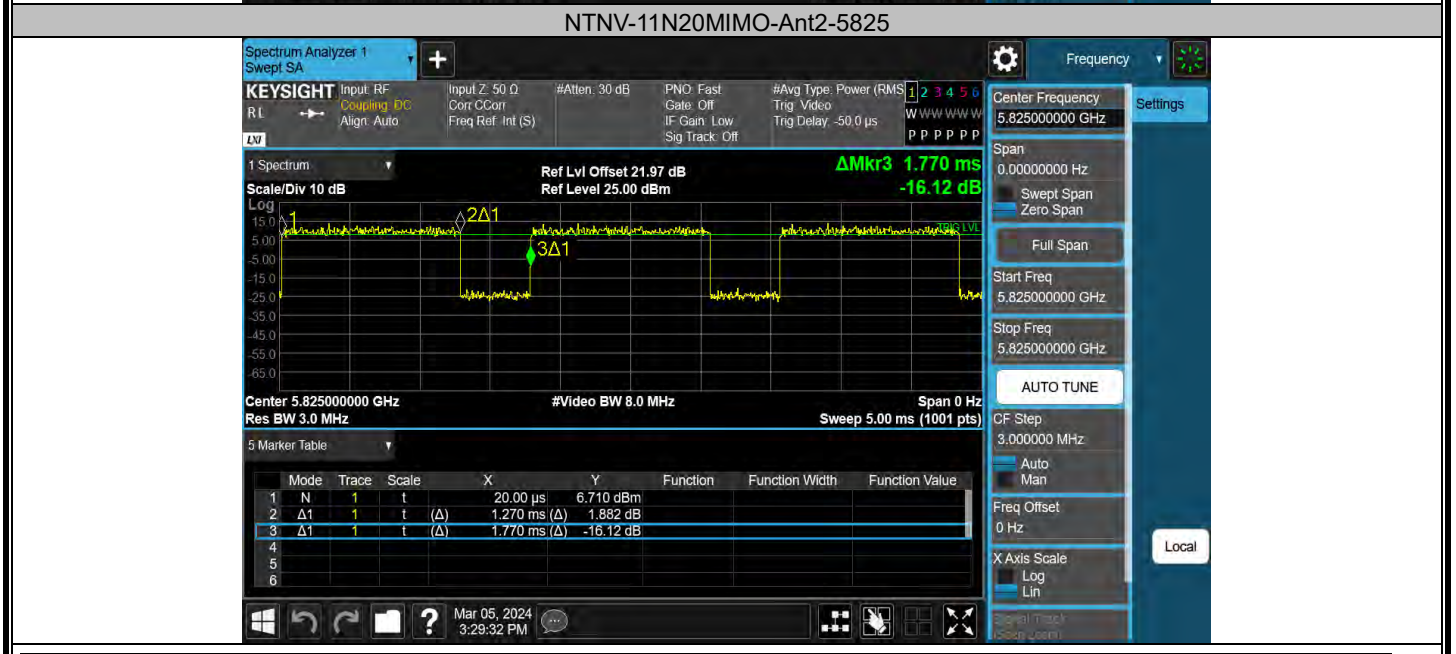 NTNV-11N20MIMO-Ant2-5825
Spectrum Analyzer 1
Swept SA
Frequency
KEYSIGHT
RL
LXI
Input: RF
Coupling: DC
Align: Auto
Input Z: 50 Ω
Corr CCorr
Freq Ref: Int (S)
#Atten: 30 dB
PNO: Fast
Gate: Off
IF Gain: Low
Sig Track: Off
#Avg Type: Power (RMS
Trig: Video
Trig Delay: -50.0 µs
1 2 3 4 5 6
W W W W W W
P P P P P P
Center Frequency
5.825000000 GHz
Settings
1 Spectrum
Scale/Div 10 dB
Log
Ref Lvl Offset 21.97 dB
Ref Level 25.00 dBm
ΔMkr3 1.770 ms
-16.12 dB
Span
0.00000000 Hz
Swept Span
Zero Span
Full Span
15.0
5.00
-5.00
-15.0
-25.0
-35.0
-45.0
-55.0
-65.0
1
2Δ1
3Δ1
TRIG LVL
Start Freq
5.825000000 GHz
Stop Freq
5.825000000 GHz
AUTO TUNE
Center 5.825000000 GHz
Res BW 3.0 MHz
#Video BW 8.0 MHz
Span 0 Hz
Sweep 5.00 ms (1001 pts)
CF Step
3.000000 MHz
Auto
Man
5 Marker Table
Mode Trace Scale X Y Function Function Width Function Value
1 N 1 t 20.00 µs 6.710 dBm
2 Δ1 1 t (Δ) 1.270 ms (Δ) 1.882 dB
3 Δ1 1 t (Δ) 1.770 ms (Δ) -16.12 dB
4
5
6
Freq Offset
0 Hz
X Axis Scale
Log
Lin
Local
Signal Track
(Span Zoom)
?
Mar 05, 2024
3:29:32 PM